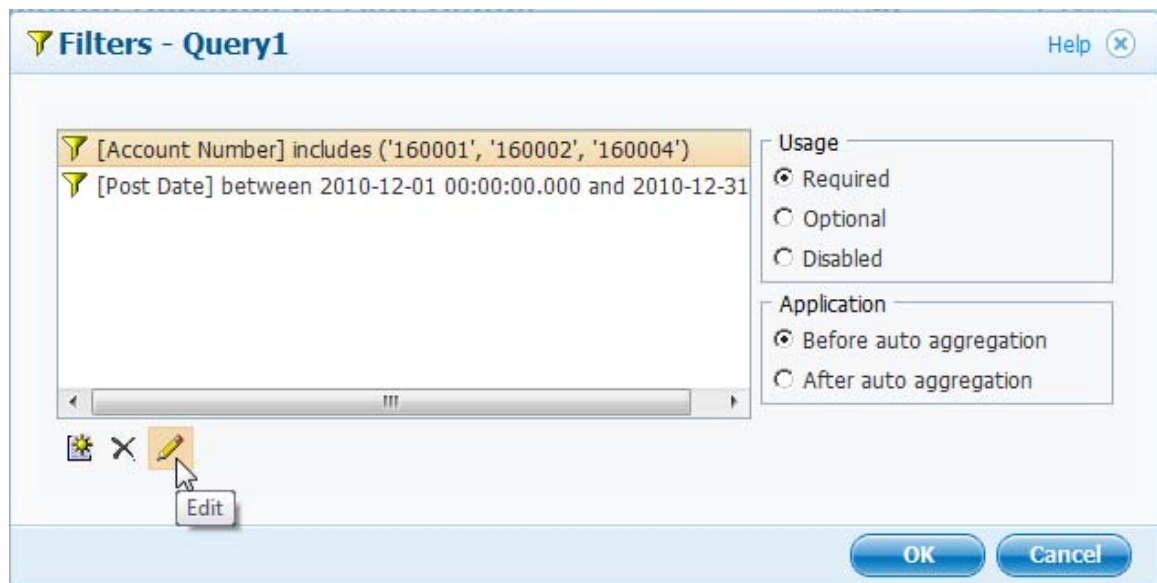 Filters - Query1
Help
[Account Number] includes ('160001', '160002', '160004')
[Post Date] between 2010-12-01 00:00:00.000 and 2010-12-31
Usage
Required
Optional
Disabled
Application
Before auto aggregation
After auto aggregation
Edit
OK
Cancel